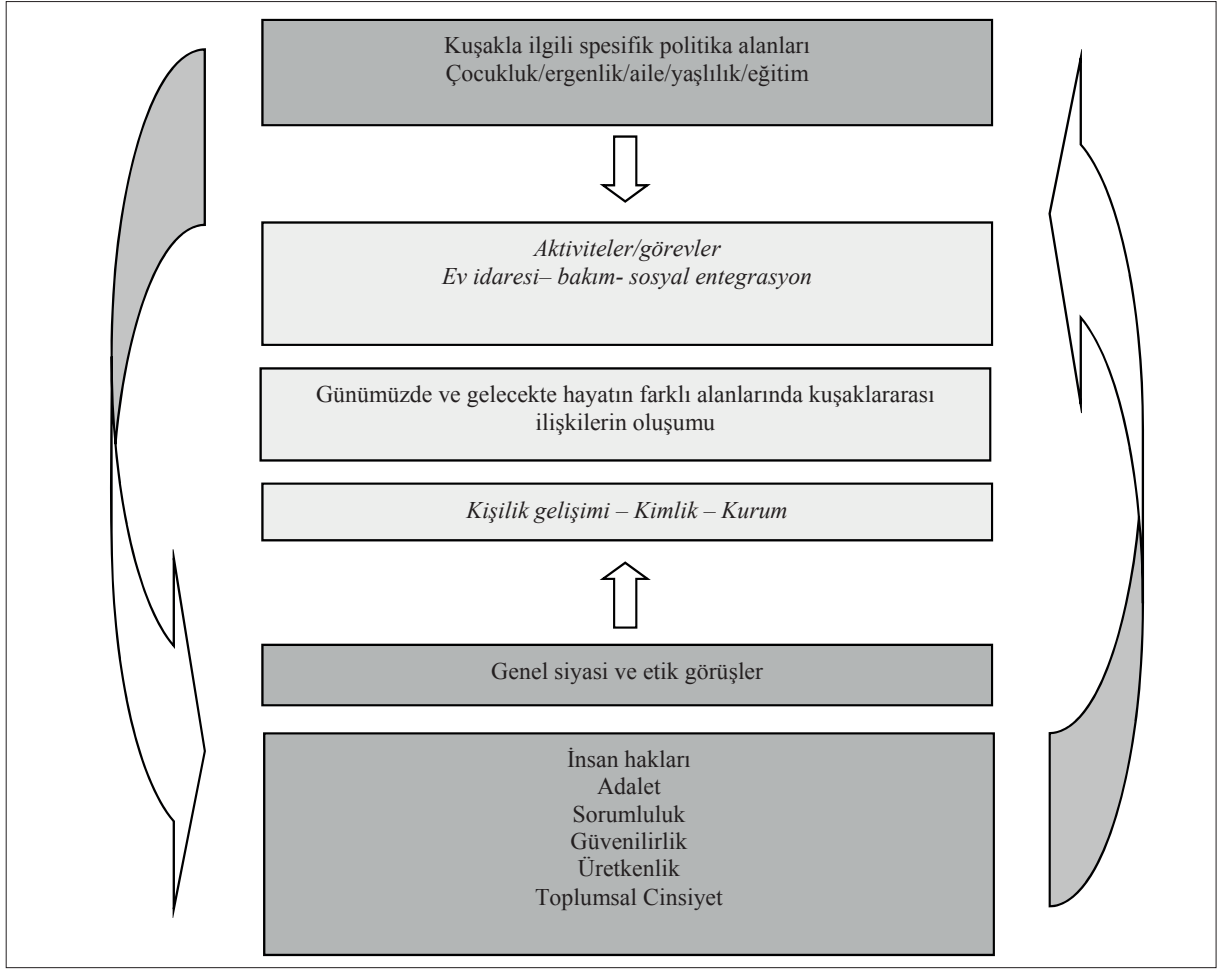 Kuşakla ilgili spesifik politika alanları
Çocukluk/ergenlik/aile/yaşlılık/eğitim
Aktiviteler/görevler
Ev idaresi– bakım- sosyal entegrasyon
Günümüzde ve gelecekte hayatın farklı alanlarında kuşaklararası
ilişkilerin oluşumu
Kişilik gelişimi – Kimlik – Kurum
Genel siyasi ve etik görüşler
İnsan hakları
Adalet
Sorumluluk
Güvenilirlik
Üretkenlik
Toplumsal Cinsiyet